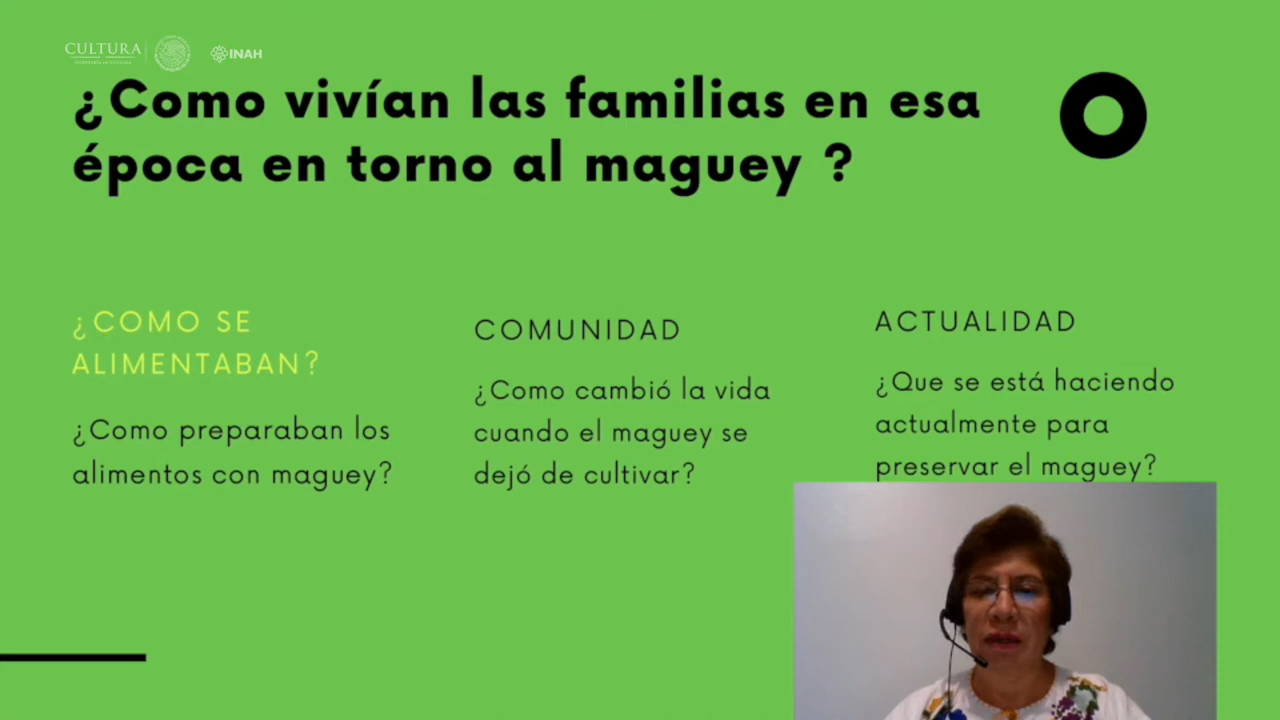 CULTURA
INAH
¿Como vivían las familias en esa
época en torno al maguey ?
¿COMO SE
ALIMENTABAN?
¿Como preparaban los
alimentos con maguey?
COMUNIDAD
¿Como cambió la vida
cuando el maguey se
dejó de cultivar?
ACTUALIDAD
¿Que se está haciendo
actualmente para
preservar el maguey?